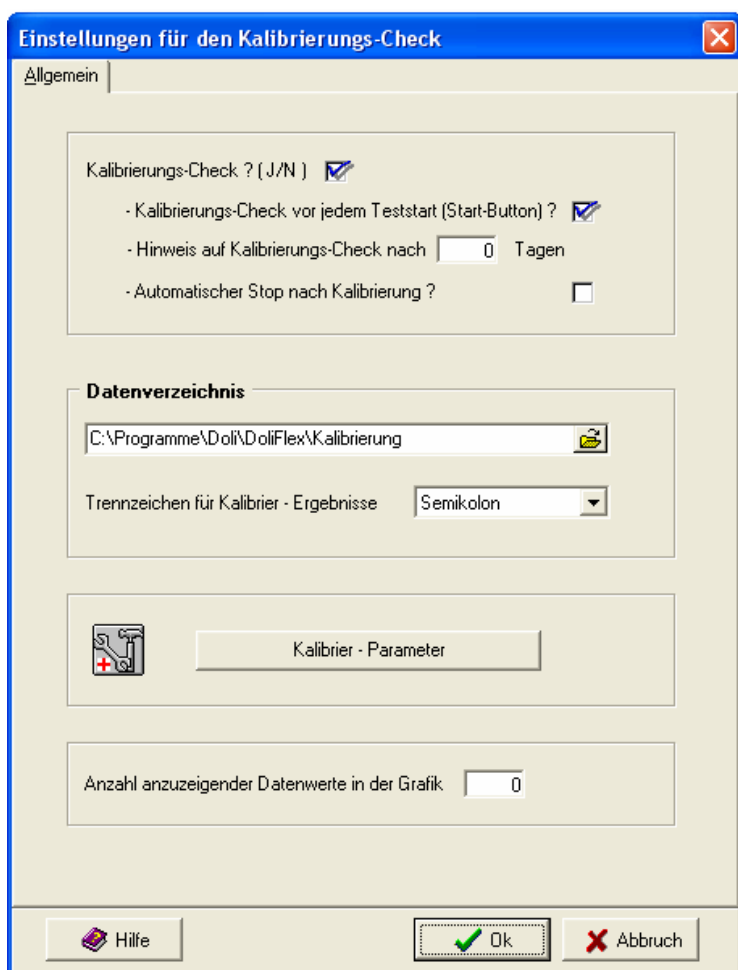 Einstellungen für den Kalibrierungs-Check
Allgemein
Kalibrierungs-Check ? ( J/N )
- Kalibrierungs-Check vor jedem Teststart (Start-Button) ?
- Hinweis auf Kalibrierungs-Check nach 0 Tagen
- Automatischer Stop nach Kalibrierung ?
Datenverzeichnis
C:\Programme\Doli\DoliFlex\Kalibrierung
Trennzeichen für Kalibrier - Ergebnisse Semikolon
Kalibrier - Parameter
Anzahl anzuzeigender Datenwerte in der Grafik 0
Hilfe Ok Abbruch